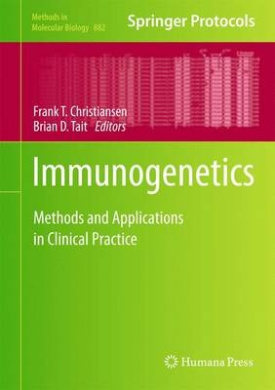 Methods in
Molecular Biology 882
Springer Protocols
Frank T. Christiansen
Brian D. Tait Editors
Immunogenetics
Methods and Applications
in Clinical Practice
Humana Press